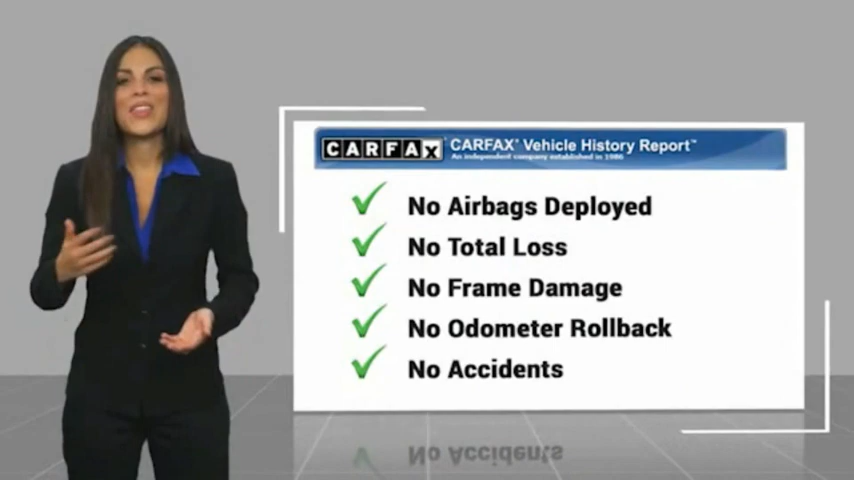 CARFAX CARFAX® Vehicle History Report™
An independent company established in 1986
No Airbags Deployed
No Total Loss
No Frame Damage
No Odometer Rollback
No Accidents
No Accidents